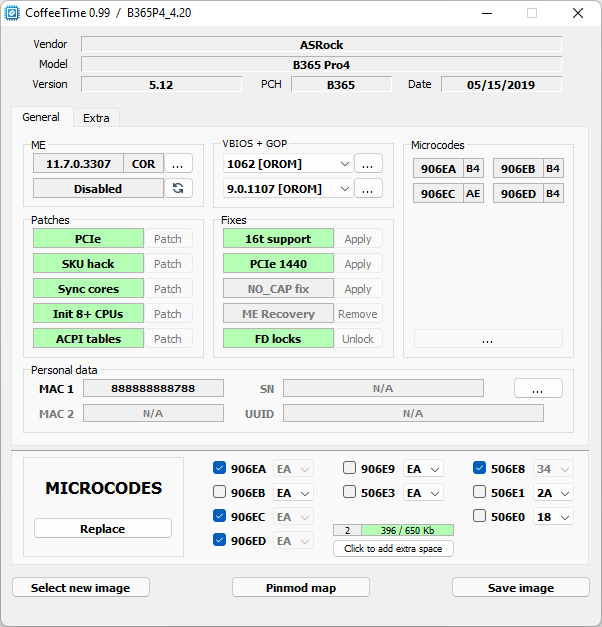 CoffeeTime 0.99 / B365P4_4.20
Vendor ASRock
Model B365 Pro4
Version 5.12 PCH B365 Date 05/15/2019
General Extra
ME
11.7.0.3307 COR ...
Disabled
VBIOS + GOP
1062 [OROM] ...
9.0.1107 [OROM] ...
Microcodes
906EA B4 906EB B4
906EC AE 906ED B4
...
Patches
PCIe Patch
SKU hack Patch
Sync cores Patch
Init 8+ CPUs Patch
ACPI tables Patch
Fixes
16t support Apply
PCIe 1440 Apply
NO_CAP fix Apply
ME Recovery Remove
FD locks Unlock
Personal data
MAC 1 888888888788 SN N/A ...
MAC 2 N/A UUID N/A
MICROCODES
Replace
906EA EA 906E9 EA 506E8 34
906EB EA 506E3 EA 506E1 2A
906EC EA 506E0 18
906ED EA
2 396 / 650 Kb
Click to add extra space
Select new image Pinmod map Save image